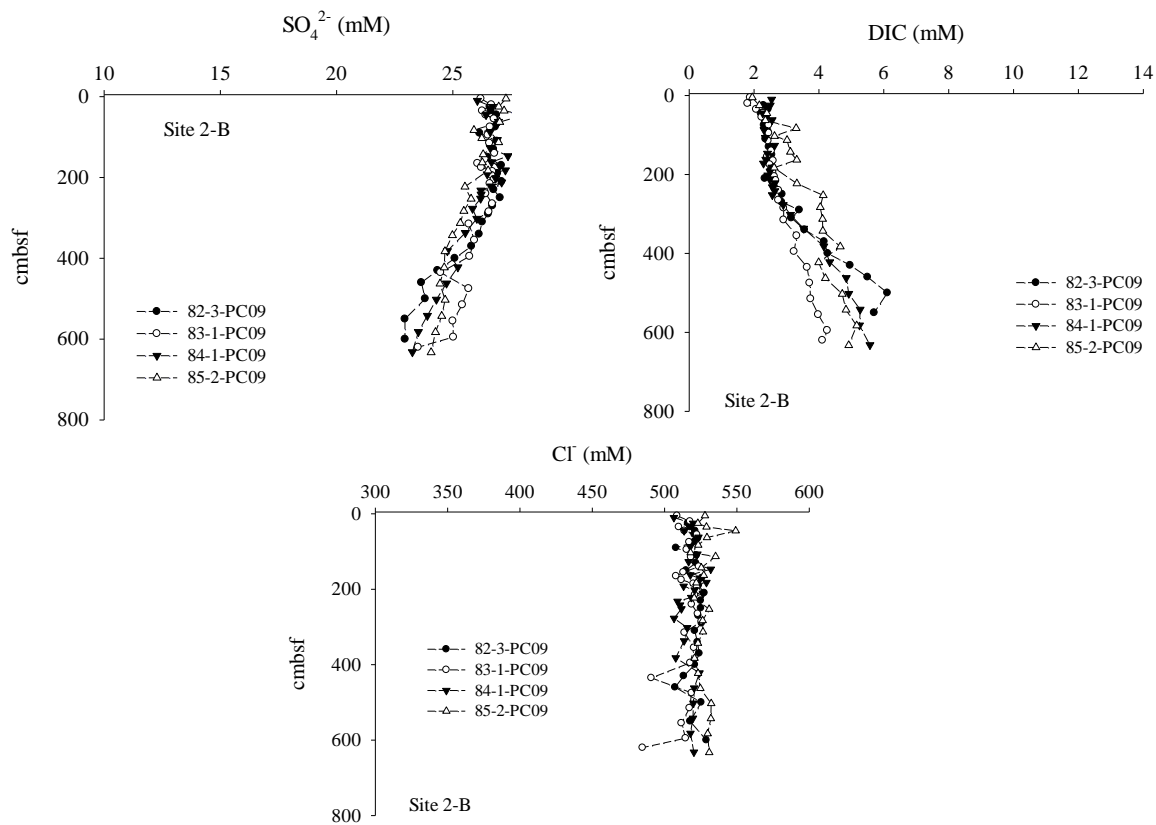 SO₄²⁻ (mM)
10 15 20 25
0
200
400
600
800
cmbsf
Site 2-B
82-3-PC09
83-1-PC09
84-1-PC09
85-2-PC09
DIC (mM)
0 2 4 6 8 10 12 14
0
200
400
600
800
cmbsf
82-3-PC09
83-1-PC09
84-1-PC09
85-2-PC09
Site 2-B
Cl⁻ (mM)
300 350 400 450 500 550 600
0
200
400
600
800
cmbsf
82-3-PC09
83-1-PC09
84-1-PC09
85-2-PC09
Site 2-B